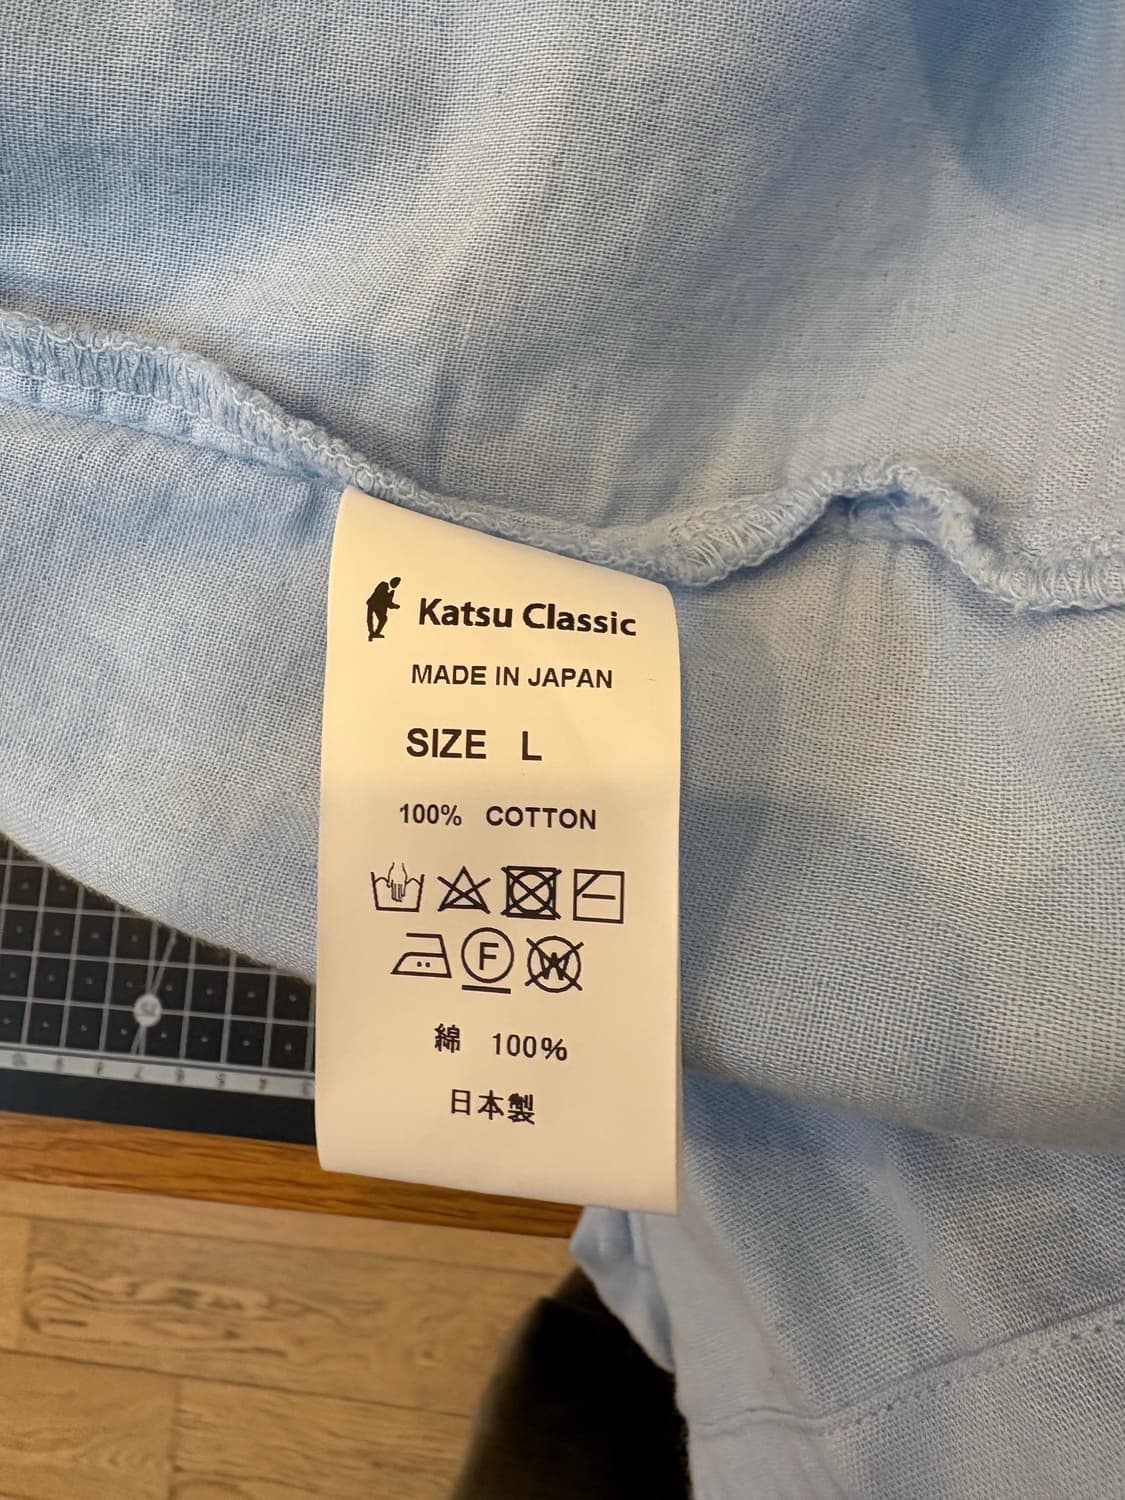 Katsu Classic
MADE IN JAPAN
SIZE L
100% COTTON
F
W
綿 100%
日本製